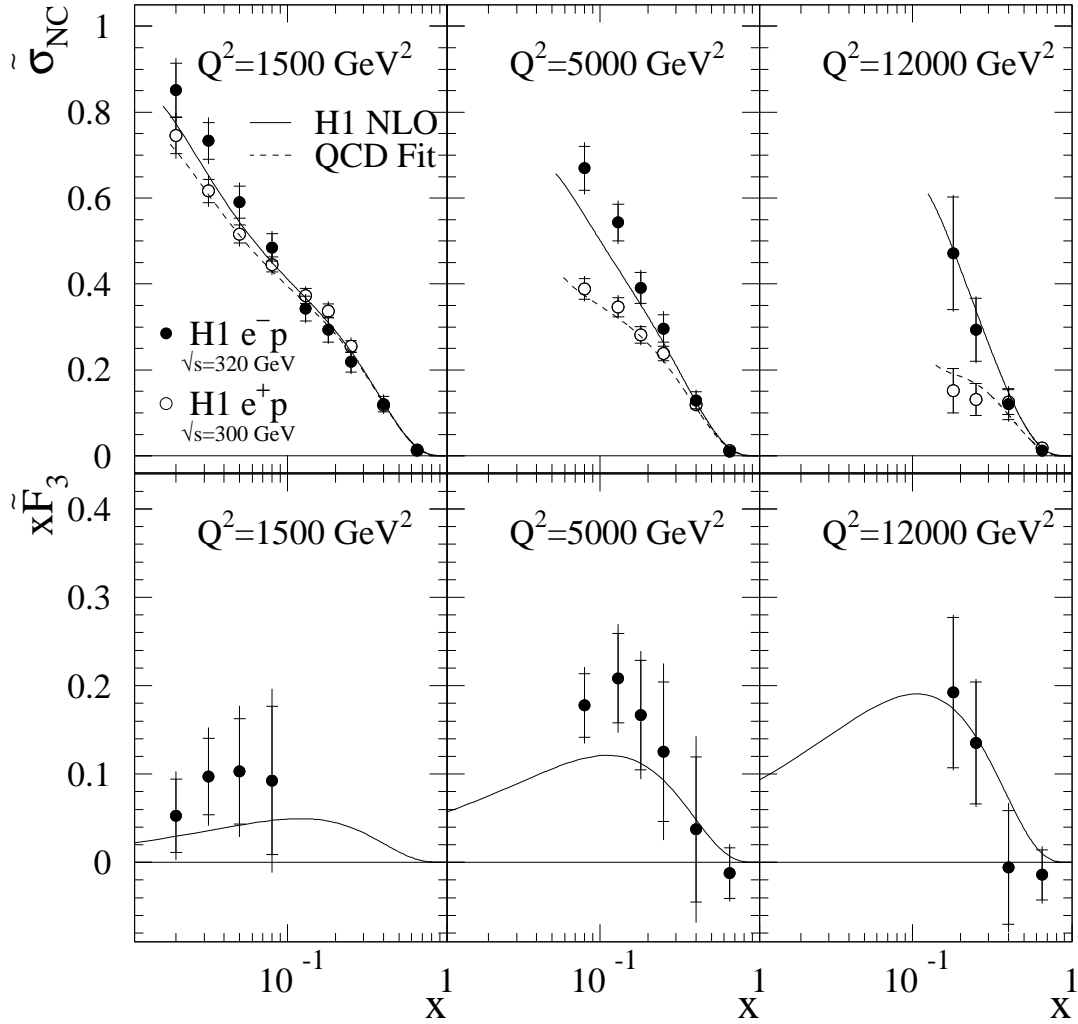 σ̃_NC
1
0.8
0.6
0.4
0.2
0
Q²=1500 GeV²
H1 NLO
QCD Fit
H1 e⁻p
√s=320 GeV
H1 e⁺p
√s=300 GeV
Q²=5000 GeV²
Q²=12000 GeV²
xF̃₃
0.4
0.3
0.2
0.1
0
Q²=1500 GeV²
Q²=5000 GeV²
Q²=12000 GeV²
10⁻¹ 1 10⁻¹ 1 10⁻¹ 1
x x x